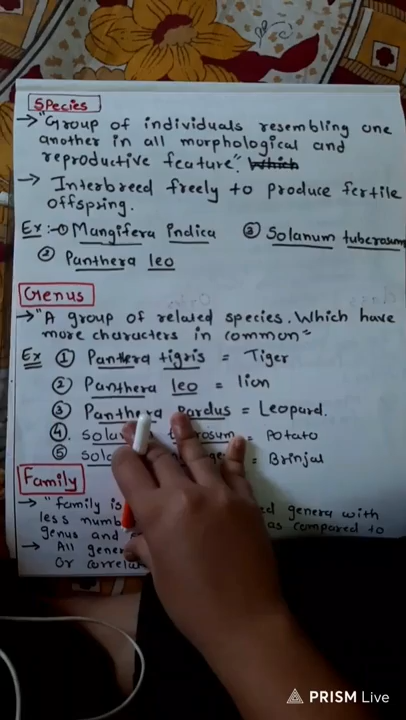 Species
→ "Group of individuals resembling one
another in all morphological and
reproductive feature". Which
→ Interbreed freely to produce fertile
offspring.
Ex :- ① Mangifera indica ③ Solanum tuberosum
② Panthera leo
Genus
→ "A group of related species. Which have
more characters in common"
Ex ① Panthera tigris = Tiger
② Panthera leo = lion
③ Panthera pardus = Leopard.
④. = Potato
⑤ = Brinjal
Family
→ "family is genera with
less as compared to
genus and
→ All
Or
PRISM Live